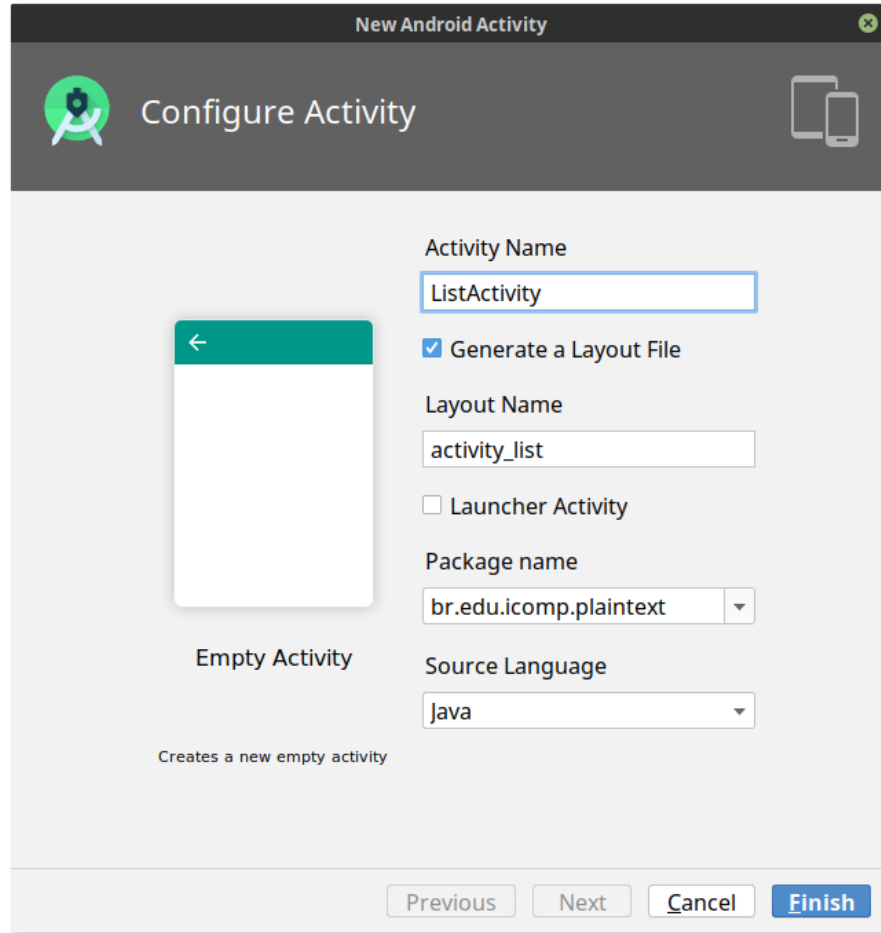 New Android Activity
Configure Activity
Activity Name
ListActivity
Generate a Layout File
Layout Name
activity_list
Launcher Activity
Package name
br.edu.icomp.plaintext
Empty Activity
Source Language
Java
Creates a new empty activity
Previous
Next
Cancel
Finish